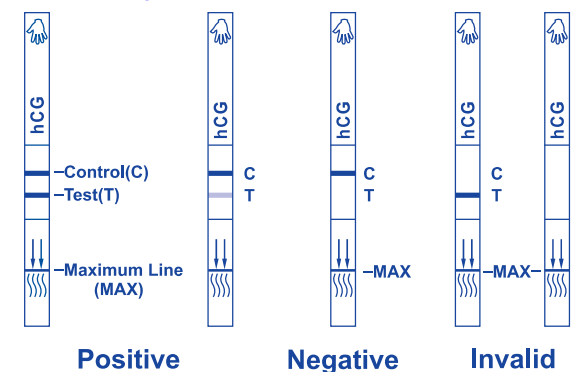 hCG
hCG
hCG
hCG
hCG
Control(C)
Test(T)
C
T
C
T
C
T
Maximum Line
(MAX)
MAX
MAX
Positive
Negative
Invalid